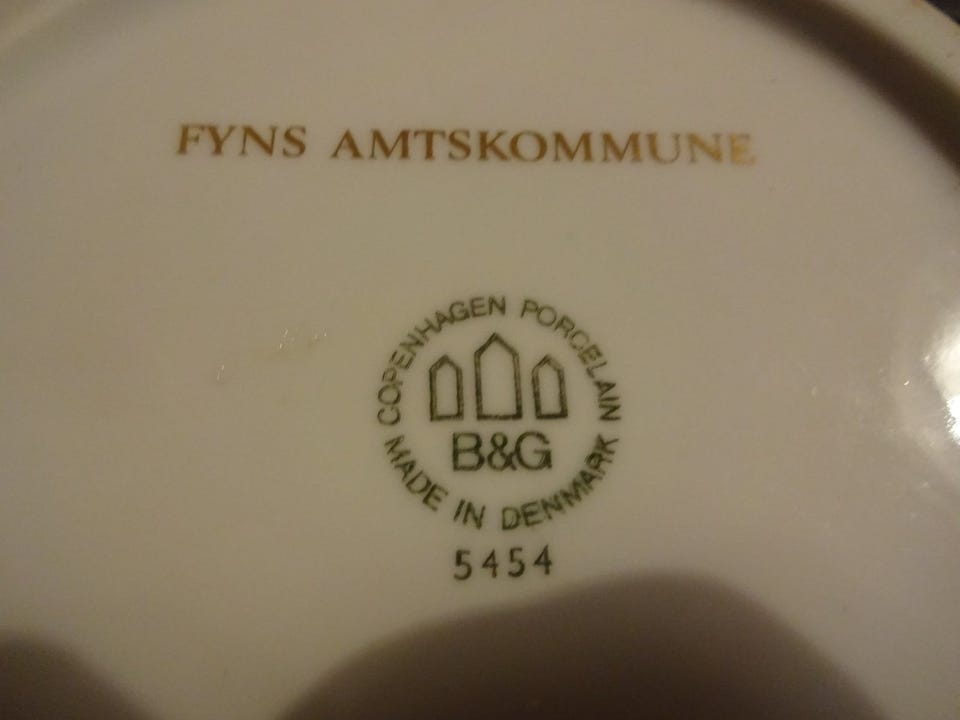 FYNS AMTSKOMMUNE
COPENHAGEN PORCELAIN
B&G
MADE IN DENMARK
5454